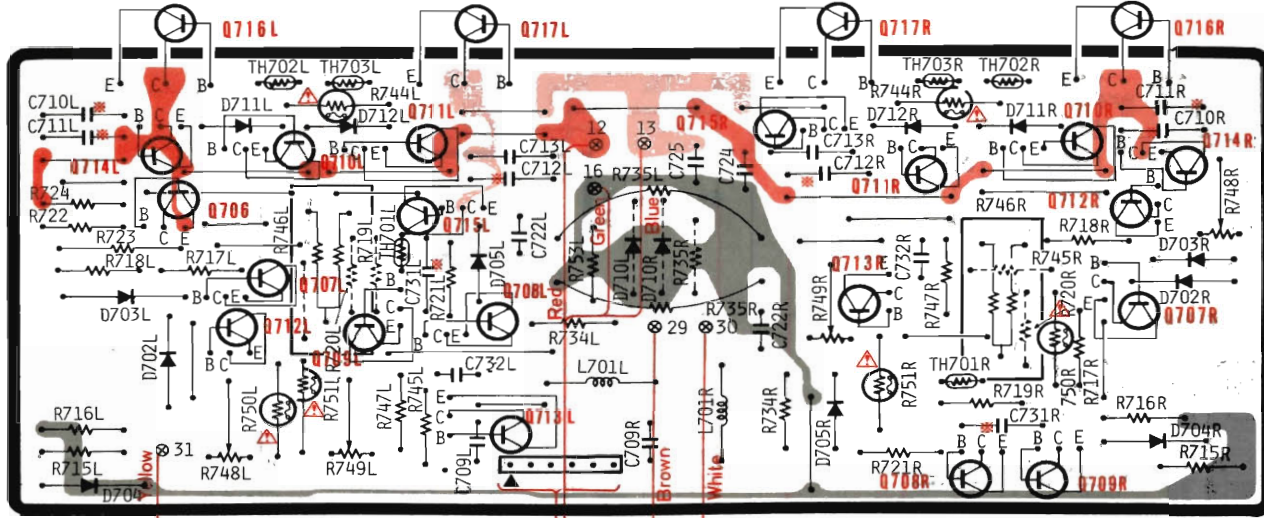 Q716L
Q717L
Q717R
Q716R
E C B
TH702L
TH703L
E C B
E C B
TH703R
TH702R
E C B
C710L
C711L
B C E
D711L
R744L
D712L
Q711L
12
13
Q715R
R744R
D712R
D711R
Q710R
C711R
C710R
Q714R
Q714L
B C E
Q710L
B C E
C713L
C712L
C725
C724
C713R
C712R
Q711R
B C E
B C E
R724
R722
B
C E
Q706
16
R735L
R746R
Q712R
R748R
R723
R718L
R717L
R746L
R719L
TH701L
Q715L
B C E
C731L
R721L
D705L
C722L
R753L
Green
D710L
Blue
D710R
R735R
Q713R
C732R
R718R
D703R
D703L
B C E
Q707L
Q708L
B C E
Red
R735R
R749R
E C B
R747R
R745R
R720R
D702R
Q707R
B C E
Q712L
B C E
Q709L
R734L
29
30
C722R
D702L
R750L
R751L
R747L
R745L
C732L
L701L
L701R
R734R
D705R
R751R
TH701R
R719R
750R
R717R
R716L
E C B
Q713L
C731R
R716R
R715L
31
R748L
R749L
C709L
C709R
R721R
B C E
B C E
D704R
R715R
D704
Yellow
Brown
White
Q708R
Q709R